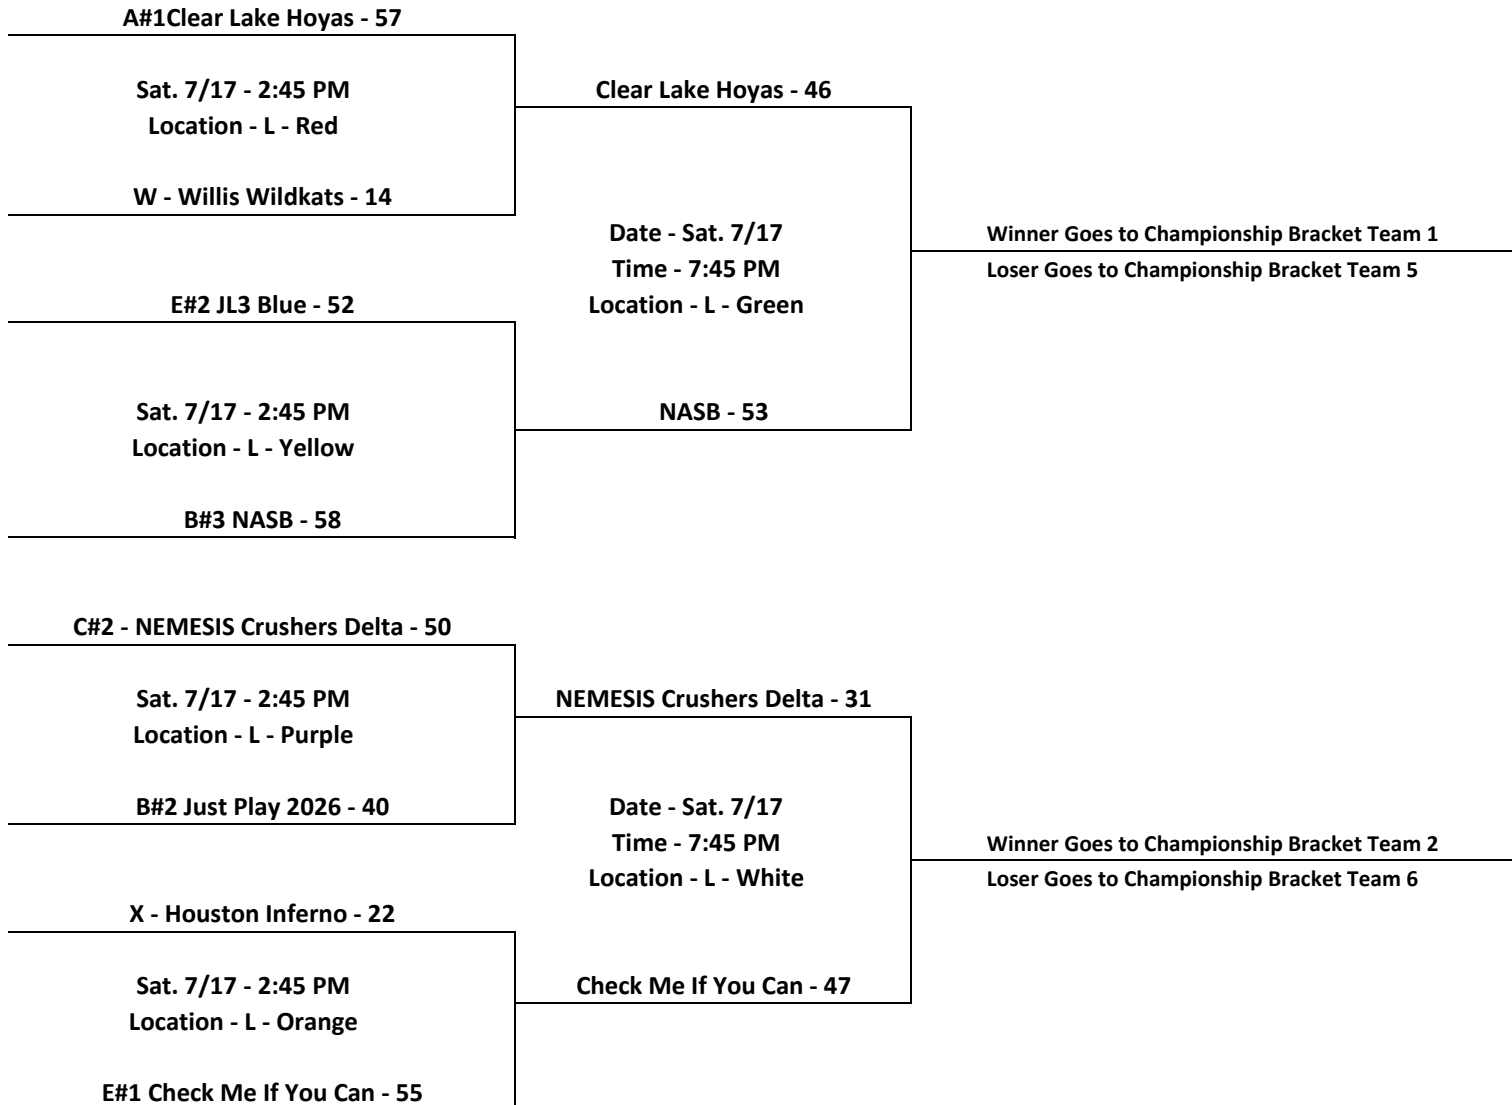 A#1Clear Lake Hoyas - 57
Sat. 7/17 - 2:45 PM
Location - L - Red
W - Willis Wildkats - 14
E#2 JL3 Blue - 52
Sat. 7/17 - 2:45 PM
Location - L - Yellow
B#3 NASB - 58
Clear Lake Hoyas - 46
Date - Sat. 7/17
Time - 7:45 PM
Location - L - Green
NASB - 53
Winner Goes to Championship Bracket Team 1
Loser Goes to Championship Bracket Team 5
C#2 - NEMESIS Crushers Delta - 50
Sat. 7/17 - 2:45 PM
Location - L - Purple
B#2 Just Play 2026 - 40
X - Houston Inferno - 22
Sat. 7/17 - 2:45 PM
Location - L - Orange
E#1 Check Me If You Can - 55
NEMESIS Crushers Delta - 31
Date - Sat. 7/17
Time - 7:45 PM
Location - L - White
Check Me If You Can - 47
Winner Goes to Championship Bracket Team 2
Loser Goes to Championship Bracket Team 6